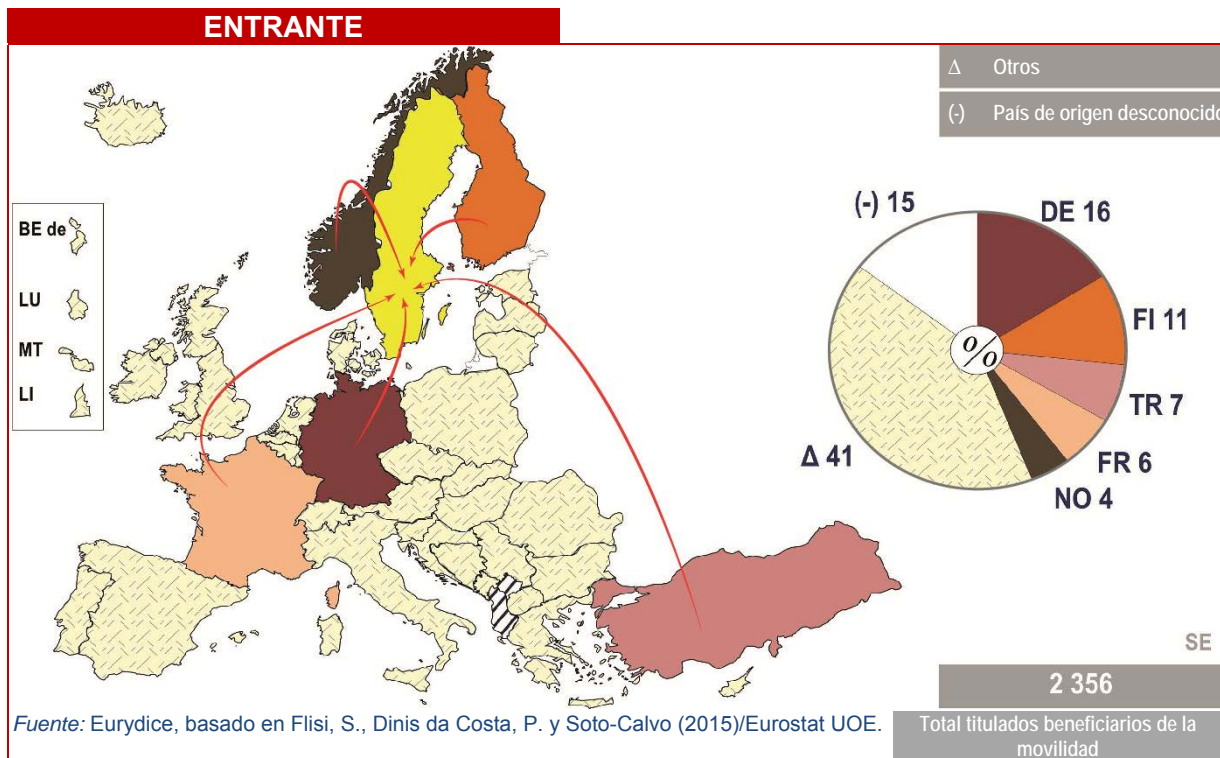 ENTRANTE
Δ Otros
(-) País de origen desconocido
BE de
LU
MT
LI
(-) 15
DE 16
FI 11
TR 7
FR 6
NO 4
Δ 41
%
SE
2 356
Total titulados beneficiarios de la
movilidad
Fuente: Eurydice, basado en Flisi, S., Dinis da Costa, P. y Soto-Calvo (2015)/Eurostat UOE.